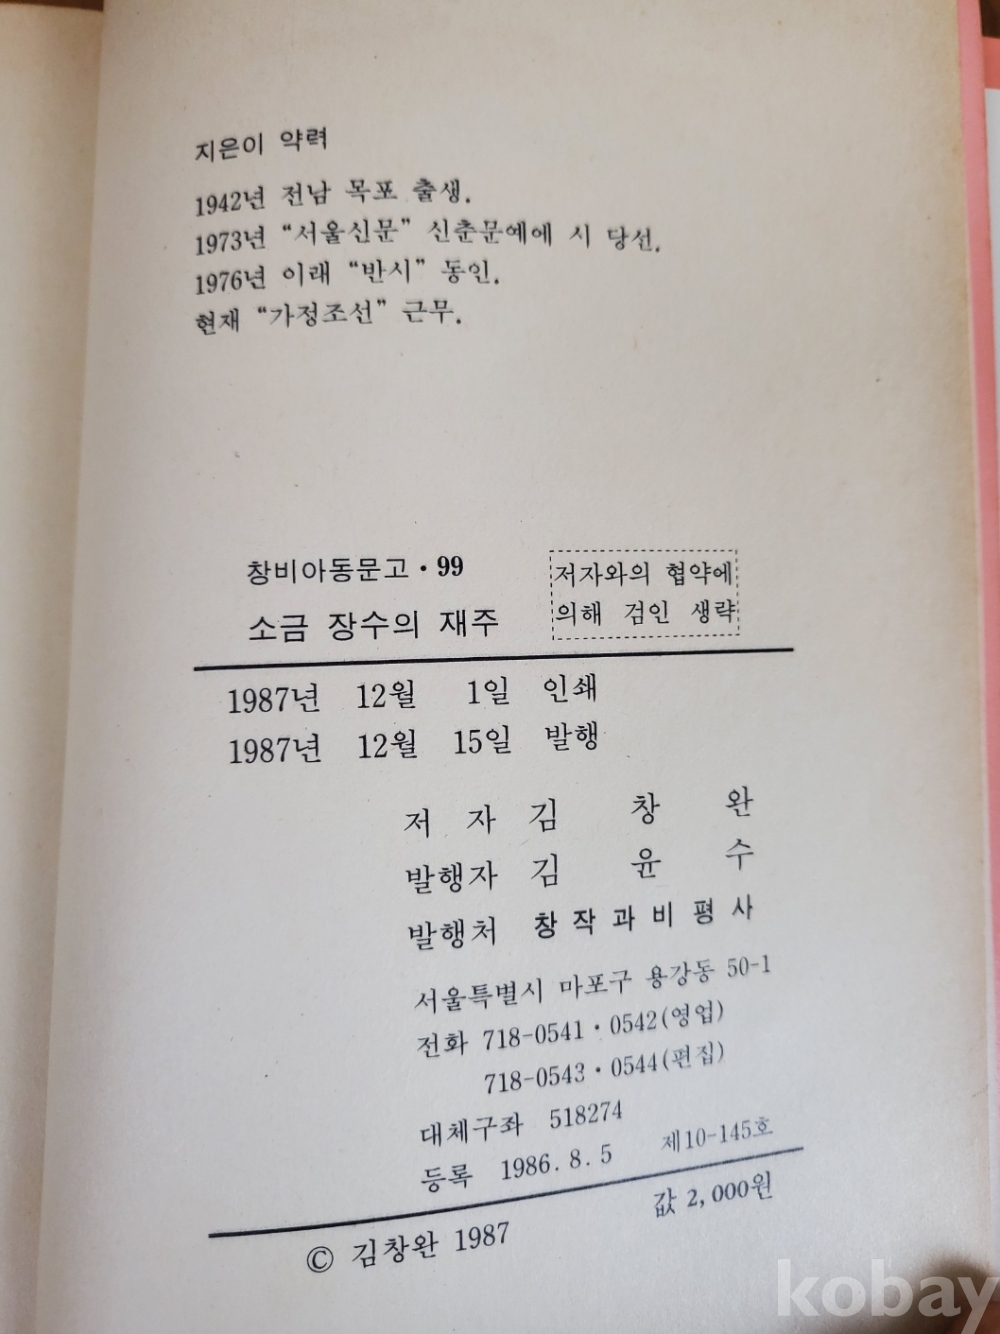 지은이 약력
1942년 전남 목포 출생.
1973년 “서울신문” 신춘문예에 시 당선.
1976년 이래 “반시” 동인.
현재 “가정조선” 근무.
창비아동문고・99
소금 장수의 재주
저자와의 협약에
의해 검인 생략
1987년 12월 1일 인쇄
1987년 12월 15일 발행
저 자 김 창 완
발행자 김 윤 수
발행처 창작과비평사
서울특별시 마포구 용강동 50-1
전화 718-0541・0542(영업)
718-0543・0544(편집)
대체구좌 518274
등록 1986.8.5 제10-145호
값 2,000원
© 김창완 1987
kobay